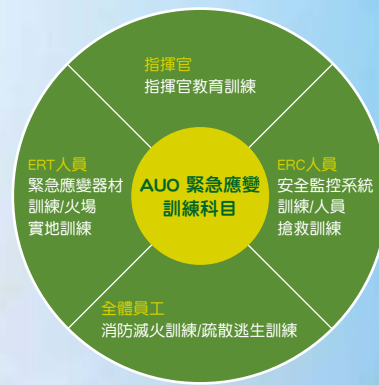 指揮官
指揮官教育訓練
ERT人員
緊急應變器材
訓練/火場
實地訓練
AUO 緊急應變
訓練科目
ERC人員
安全監控系統
訓練/人員
搶救訓練
全體員工
消防滅火訓練/疏散逃生訓練